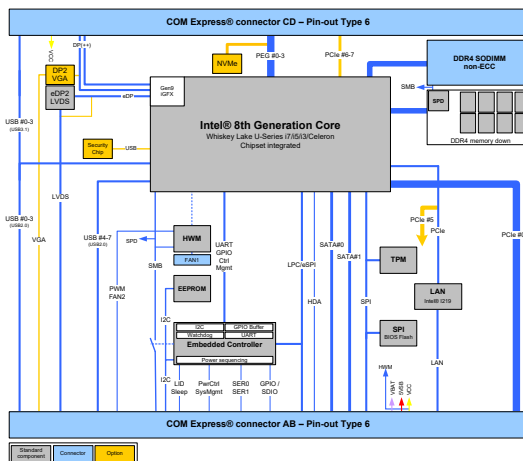 COM Express® connector CD – Pin-out Type 6
VCC
DP(++)
PEG #0-3
PCIe #6-7
DP2
VGA
NVMe
DDR4 SODIMM
non-ECC
eDP2
LVDS
eDP
Gen9
iGFX
SMB
SPD
Intel® 8th Generation Core
Whiskey Lake U-Series i7/i5/i3/Celeron
Chipset integrated
USB #0-3
(USB3.1)
DDR4 memory down
Security
Chip
USB
LVDS
USB #0-3
(USB2.0)
VGA
USB #4-7
(USB2.0)
SPD
HWM
FAN1
UART
GPIO
Ctrl
Mgmt
SMB
PWM
FAN2
LPC/eSPI
HDA
SATA#0
SATA#1
SPI
PCIe #5
PCIe
TPM
LAN
Intel® I219
EEPROM
I2C
I2C
GPIO Buffer
Watchdog
UART
Embedded Controller
Power sequencing
SPI
BIOS Flash
LAN
HWM
VBAT
5VSB
VCC
I2C
LID
Sleep
PwrCtrl
SysMgmt
SER0
SER1
GPIO /
SDIO
COM Express® connector AB – Pin-out Type 6
Standard
component
Connector
Option